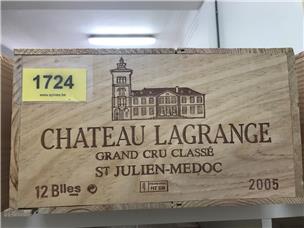 1724
CHATEAU LAGRANGE
GRAND CRU CLASSÉ
ST JULIEN-MEDOC
12 Blles
2005